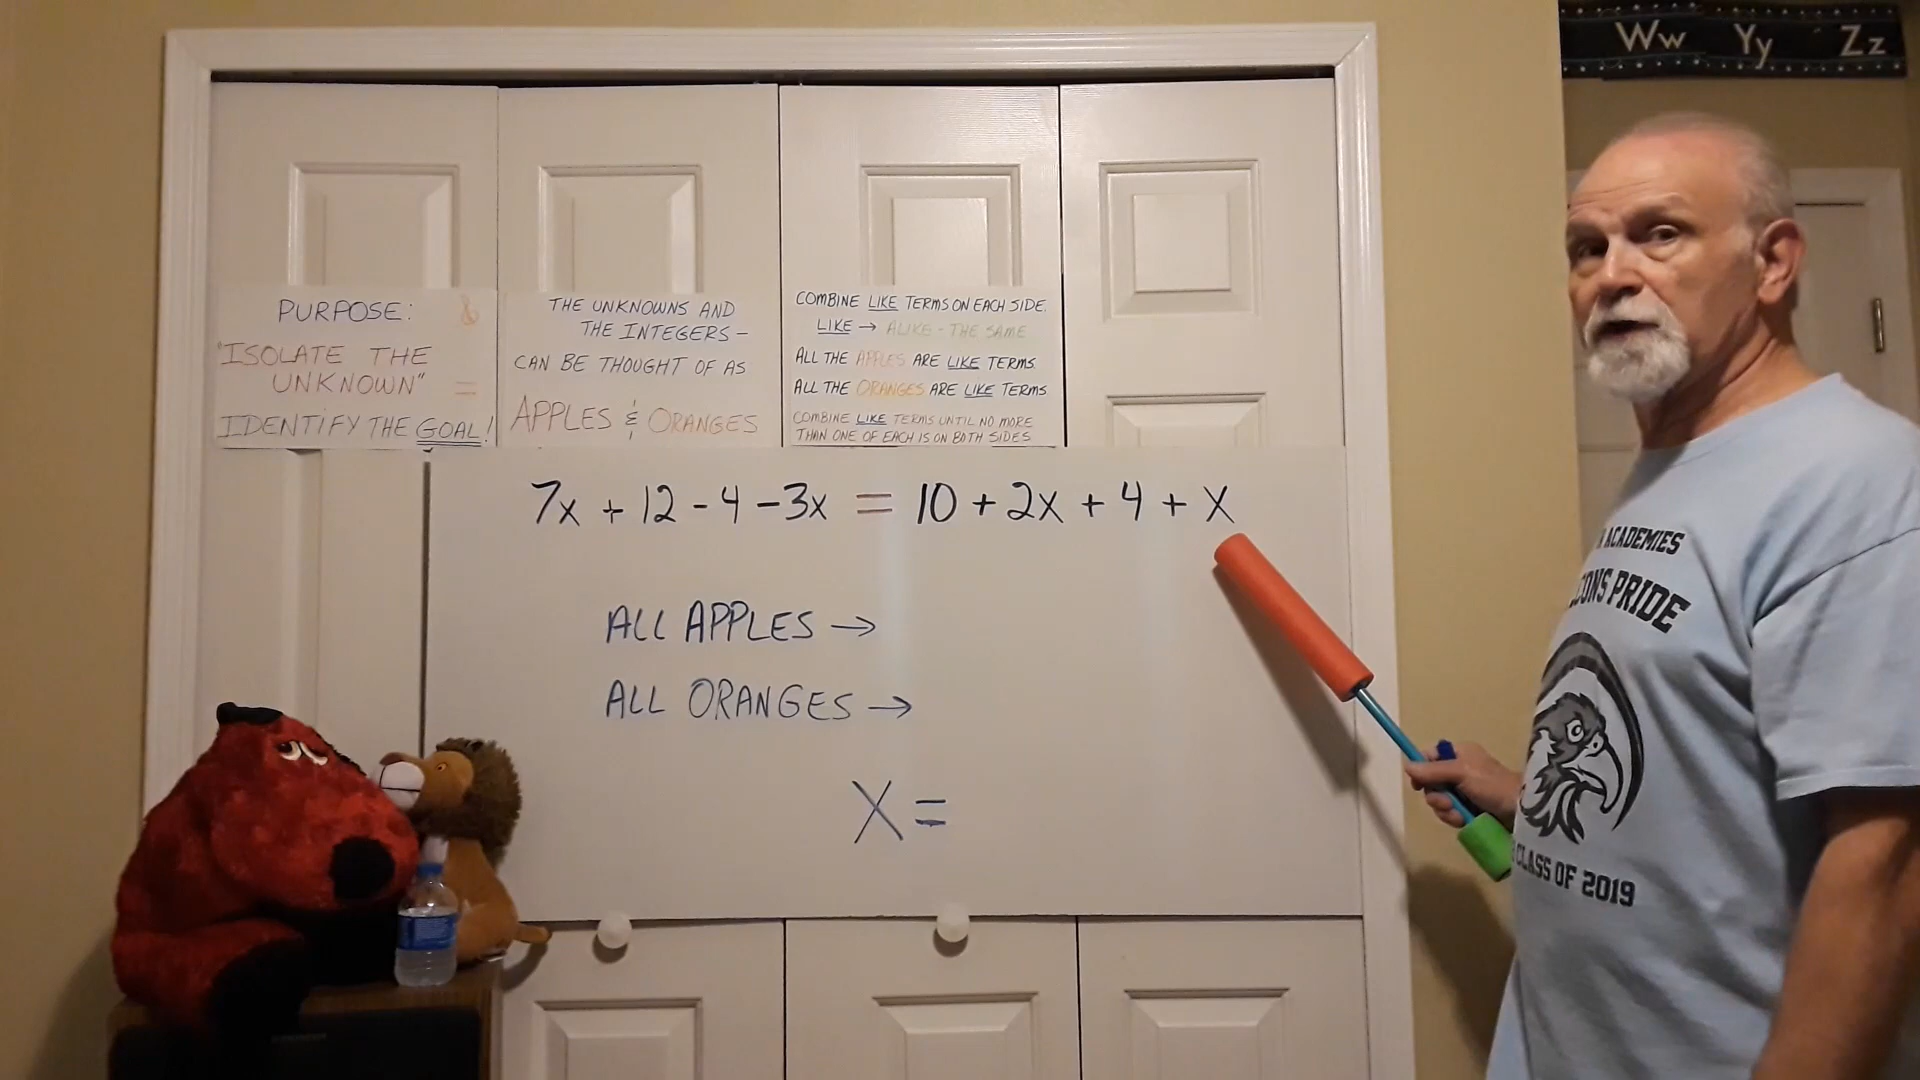 Ww Yy Zz
PURPOSE:
"ISOLATE THE
UNKNOWN" =
IDENTIFY THE GOAL!
THE UNKNOWNS AND
THE INTEGERS —
CAN BE THOUGHT OF AS
APPLES & ORANGES
COMBINE LIKE TERMS ON EACH SIDE.
LIKE → ALIKE - THE SAME
ALL THE APPLES ARE LIKE TERMS
ALL THE ORANGES ARE LIKE TERMS
COMBINE LIKE TERMS UNTIL NO MORE
THAN ONE OF EACH IS ON BOTH SIDES
7x + 12 - 4 - 3x = 10 + 2x + 4 + x
ALL APPLES →
ALL ORANGES →
X =
ACADEMIES
PRIDE
CLASS OF 2019